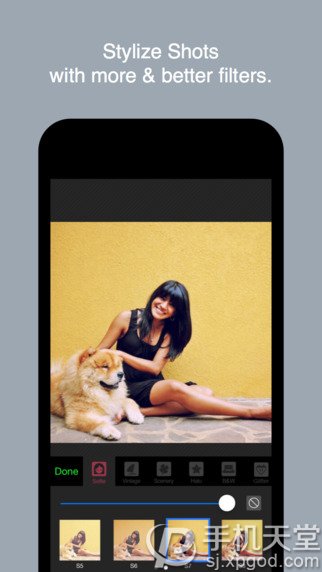 Stylize Shots
with more & better filters.
Done
Selfie
Vintage
Scenery
Halo
B&W
Glitter
S5
S6
S7
手机天堂
sj.xpgod.com